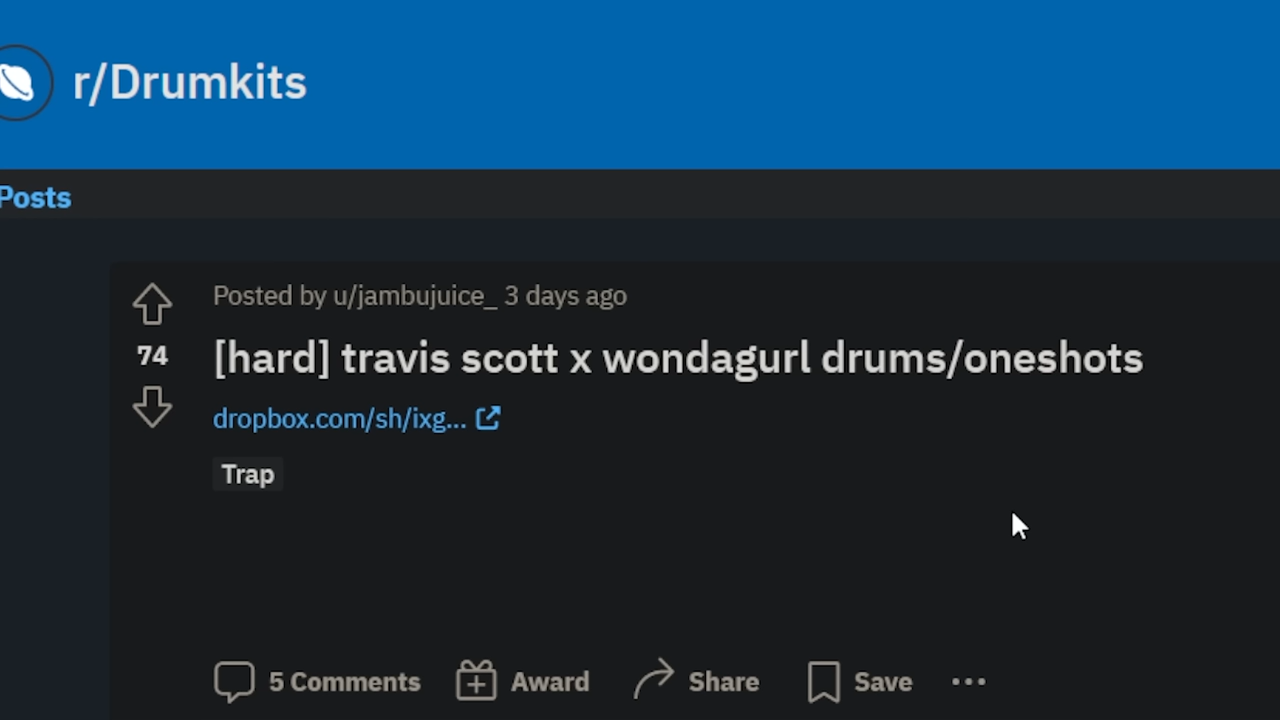 r/Drumkits
Posts
Posted by u/jambujuice_ 3 days ago
74
[hard] travis scott x wondagurl drums/oneshots
dropbox.com/sh/ixg...
Trap
5 Comments Award Share Save